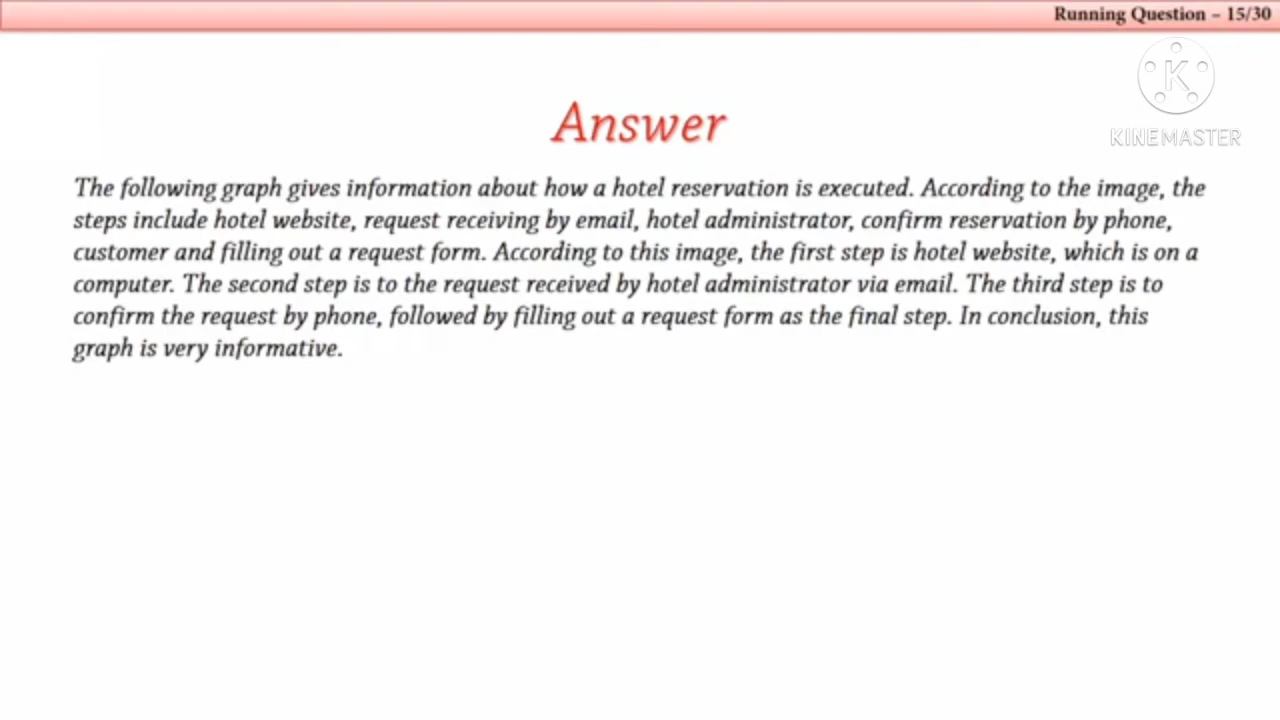 Running Question – 15/30
KINEMASTER
Answer
The following graph gives information about how a hotel reservation is executed. According to the image, the
steps include hotel website, request receiving by email, hotel administrator, confirm reservation by phone,
customer and filling out a request form. According to this image, the first step is hotel website, which is on a
computer. The second step is to the request received by hotel administrator via email. The third step is to
confirm the request by phone, followed by filling out a request form as the final step. In conclusion, this
graph is very informative.